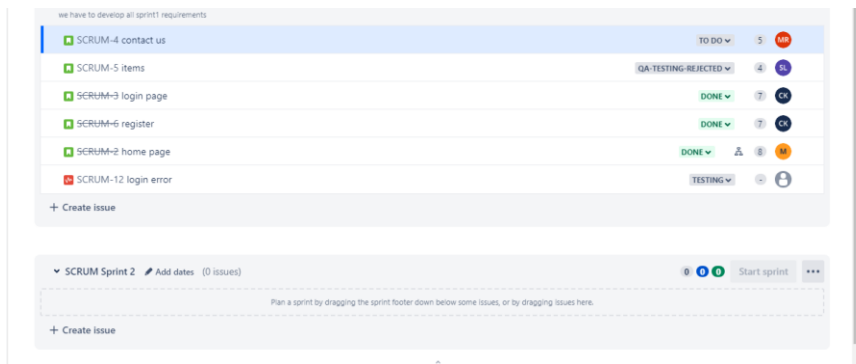 we have to develop all sprint1 requirements
SCRUM-4 contact us TO DO 5 MR
SCRUM-5 items QA-TESTING-REJECTED 4 SL
SCRUM-3 login page DONE 7 CK
SCRUM-6 register DONE 7 CK
SCRUM-2 home page DONE 8 M
SCRUM-12 login error TESTING -
+ Create issue
SCRUM Sprint 2 Add dates (0 issues) 0 0 0 Start sprint ...
Plan a sprint by dragging the sprint footer down below some issues, or by dragging issues here.
+ Create issue